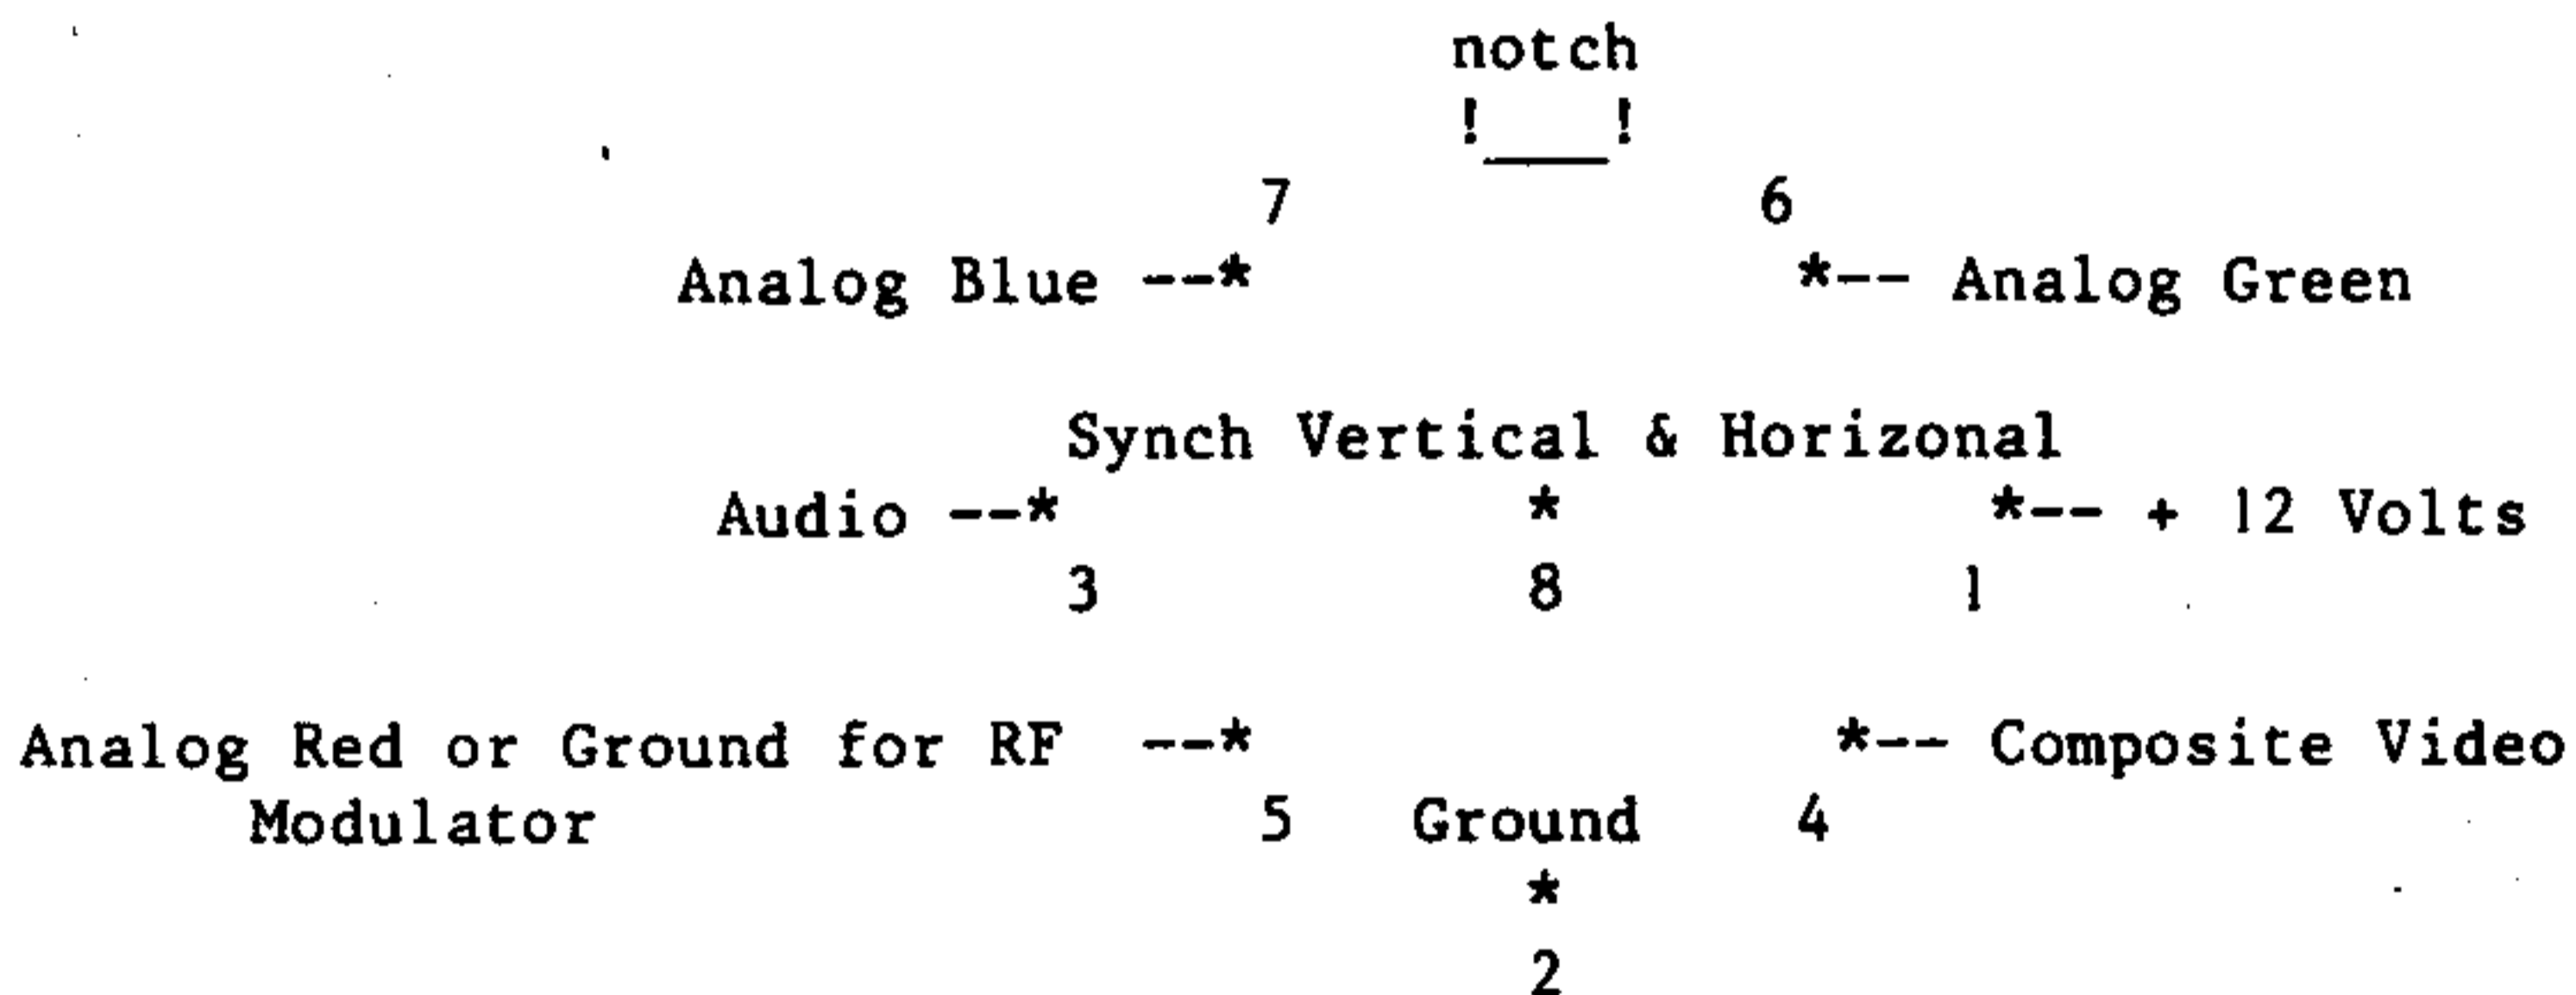 notch
!___!
7 6
Analog Blue --* *-- Analog Green
Synch Vertical & Horizonal
Audio --* * *-- + 12 Volts
3 8 1
Analog Red or Ground for RF --* *-- Composite Video
Modulator 5 Ground 4
*
2